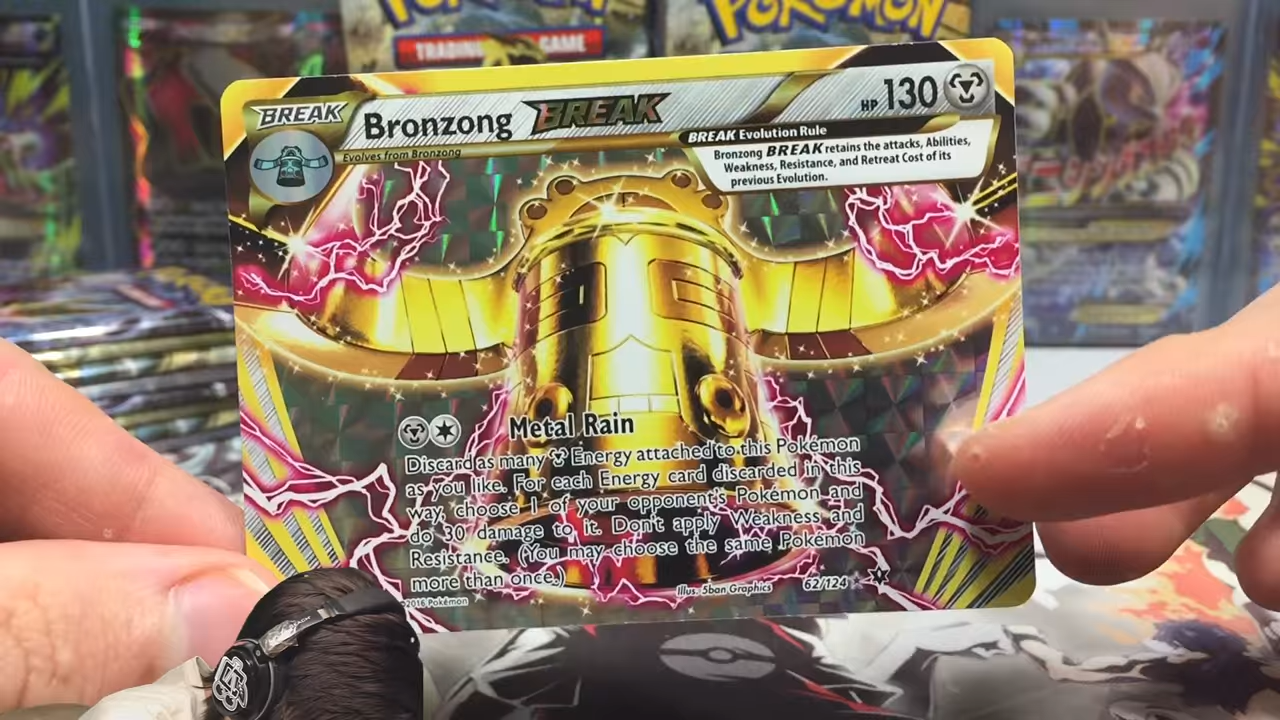 POKÉMON
POKÉMON
TRADING GAME
BREAK
Bronzong BREAK
HP 130
Evolves from Bronzong
BREAK Evolution Rule
Bronzong BREAK retains the attacks, Abilities,
Weakness, Resistance, and Retreat Cost of its
previous Evolution.
Metal Rain
Discard as many Energy attached to this Pokémon
as you like. For each Energy card discarded in this
way, choose 1 of your opponent's Pokémon and
do 30 damage to it. Don't apply Weakness and
Resistance. (You may choose the same Pokémon
more than once.)
Illus. 5ban Graphics
62/124
©2016 Pokémon